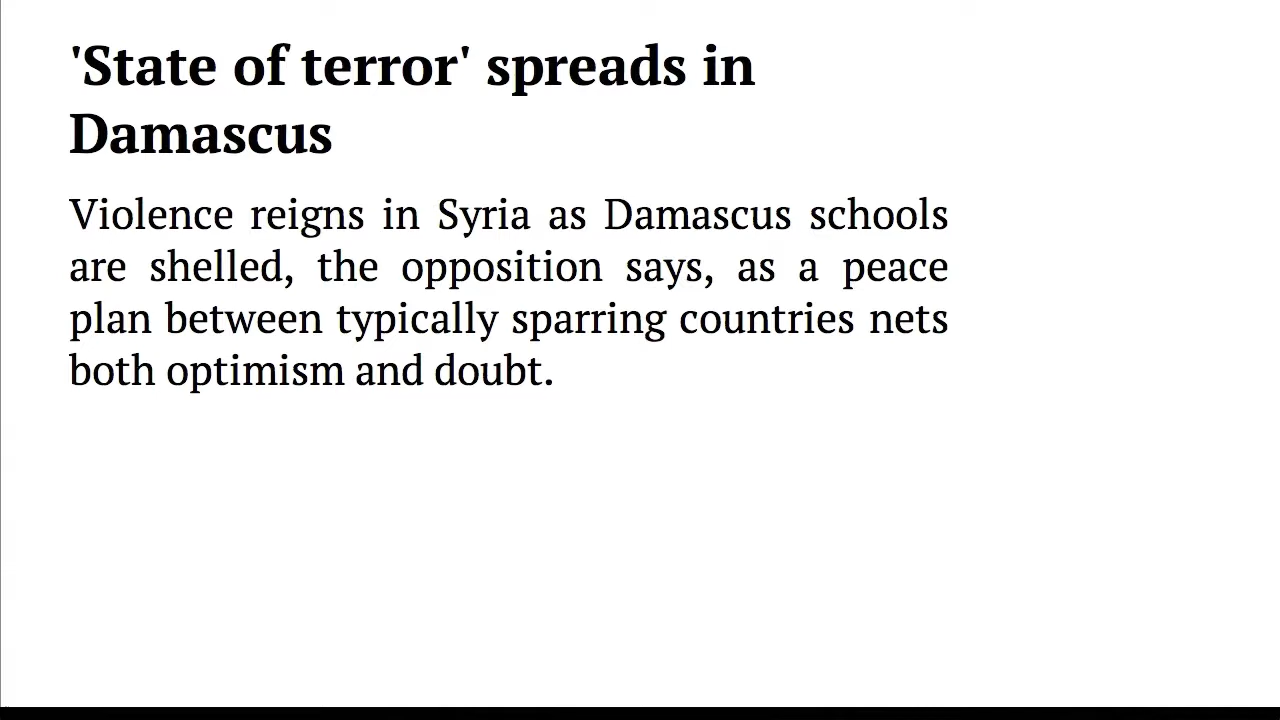 'State of terror' spreads in
Damascus
Violence reigns in Syria as Damascus schools
are shelled, the opposition says, as a peace
plan between typically sparring countries nets
both optimism and doubt.